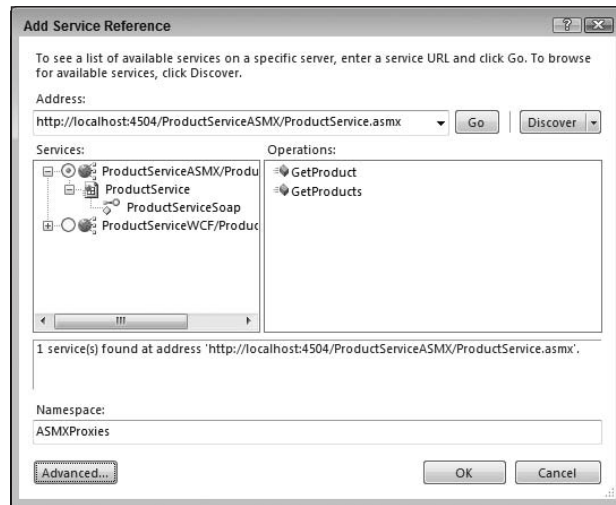 Add Service Reference
To see a list of available services on a specific server, enter a service URL and click Go. To browse
for available services, click Discover.
Address:
http://localhost:4504/ProductServiceASMX/ProductService.asmx
Go
Discover
Services:
Operations:
ProductServiceASMX/Produ
ProductService
ProductServiceSoap
ProductServiceWCF/Produc
GetProduct
GetProducts
1 service(s) found at address 'http://localhost:4504/ProductServiceASMX/ProductService.asmx'.
Namespace:
ASMXProxies
Advanced...
OK
Cancel